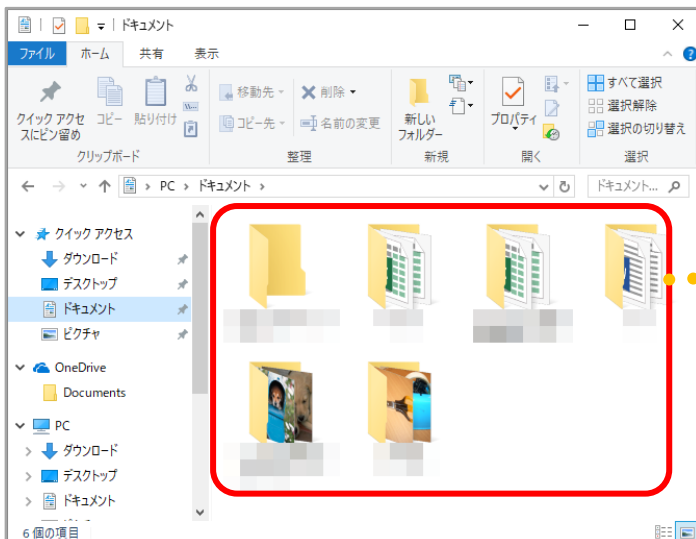 ドキュメント
ファイル ホーム 共有 表示
クイック アクセスにピン留め
コピー
貼り付け
クリップボード
移動先
コピー先
削除
名前の変更
整理
新しいフォルダー
新規
プロパティ
開く
すべて選択
選択解除
選択の切り替え
選択
PC › ドキュメント ›
ドキュメント...
クイック アクセス
ダウンロード
デスクトップ
ドキュメント
ピクチャ
OneDrive
Documents
PC
ダウンロード
デスクトップ
ドキュメント
6 個の項目